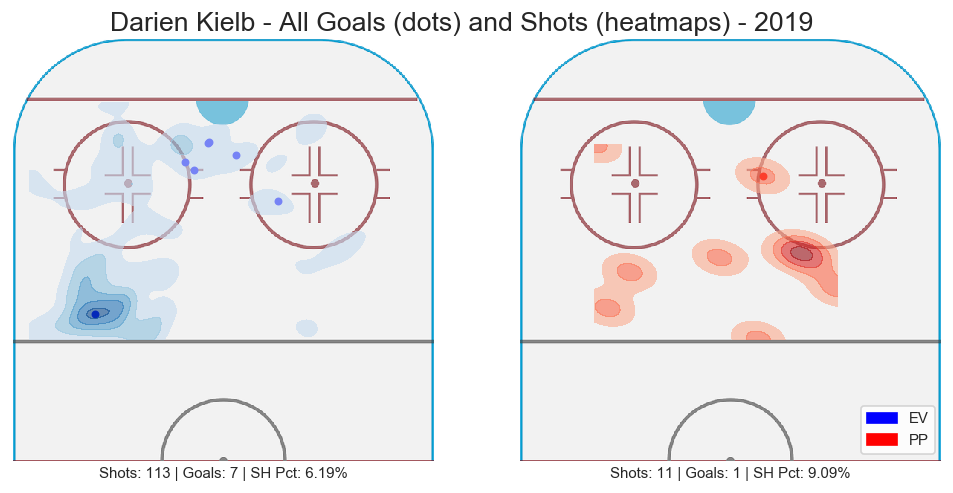 Darien Kielb - All Goals (dots) and Shots (heatmaps) - 2019
EV
PP
Shots: 113 | Goals: 7 | SH Pct: 6.19%
Shots: 11 | Goals: 1 | SH Pct: 9.09%